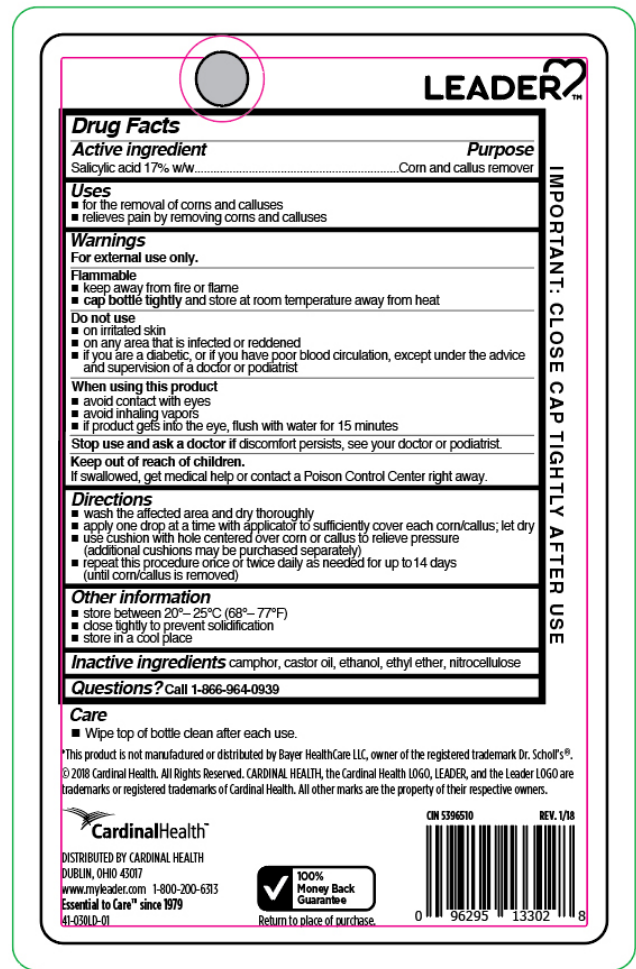 LEADER™
Drug Facts
Active ingredient Purpose
Salicylic acid 17% w/w..................................................................Corn and callus remover
Uses
■ for the removal of corns and calluses
■ relieves pain by removing corns and calluses
Warnings
For external use only.
Flammable
■ keep away from fire or flame
■ cap bottle tightly and store at room temperature away from heat
Do not use
■ on irritated skin
■ on any area that is infected or reddened
■ if you are a diabetic, or if you have poor blood circulation, except under the advice
and supervision of a doctor or podiatrist
When using this product
■ avoid contact with eyes
■ avoid inhaling vapors
■ if product gets into the eye, flush with water for 15 minutes
Stop use and ask a doctor if discomfort persists, see your doctor or podiatrist.
Keep out of reach of children.
If swallowed, get medical help or contact a Poison Control Center right away.
Directions
■ wash the affected area and dry thoroughly
■ apply one drop at a time with applicator to sufficiently cover each corn/callus; let dry
■ use cushion with hole centered over corn or callus to relieve pressure
(additional cushions may be purchased separately)
■ repeat this procedure once or twice daily as needed for up to 14 days
(until corn/callus is removed)
Other information
■ store between 20°– 25°C (68°– 77°F)
■ close tightly to prevent solidification
■ store in a cool place
Inactive ingredients camphor, castor oil, ethanol, ethyl ether, nitrocellulose
Questions? Call 1-866-964-0939
IMPORTANT: CLOSE CAP TIGHTLY AFTER USE
Care
■ Wipe top of bottle clean after each use.
*This product is not manufactured or distributed by Bayer HealthCare LLC, owner of the registered trademark Dr. Scholl's®.
© 2018 Cardinal Health. All Rights Reserved. CARDINAL HEALTH, the Cardinal Health LOGO, LEADER, and the Leader LOGO are
trademarks or registered trademarks of Cardinal Health. All other marks are the property of their respective owners.
CardinalHealth™
DISTRIBUTED BY CARDINAL HEALTH
DUBLIN, OHIO 43017
www.myleader.com 1-800-200-6313
Essential to Care™ since 1979
41-030LD-01
100%
Money Back
Guarantee
Return to place of purchase.
CIN 5396510 REV. 1/18
0 96295 13302 8